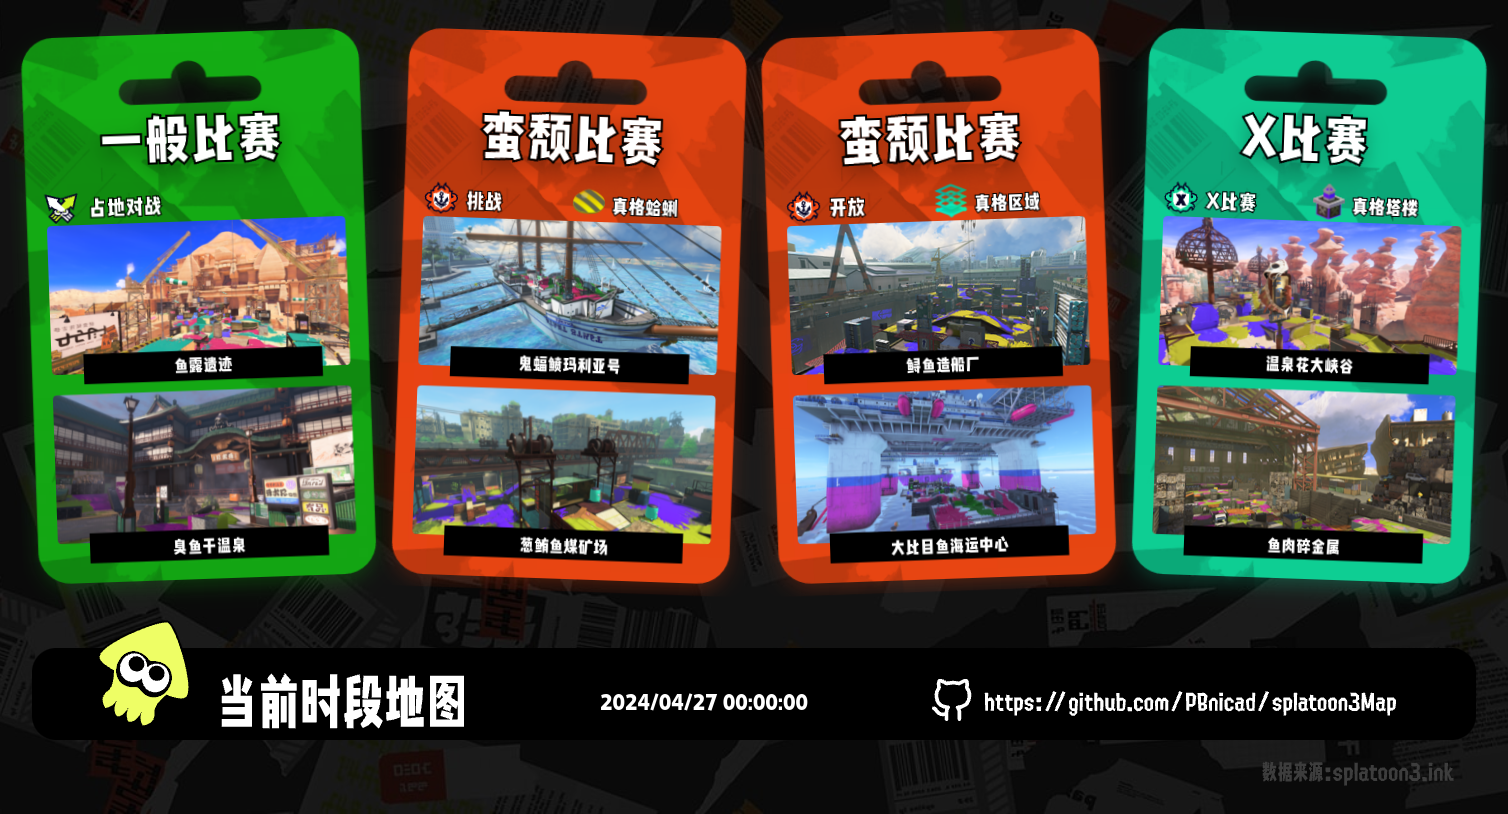 一般比赛
占地对战
鱼露遗迹
臭鱼干温泉
蛮颓比赛
挑战
真格蛤蜊
鬼蝠鲼玛利亚号
葱鲔鱼煤矿场
蛮颓比赛
开放
真格区域
鲟鱼造船厂
大比目鱼海运中心
X比赛
X比赛
真格塔楼
温泉花大峡谷
鱼肉碎金属
当前时段地图
2024/04/27 00:00:00
https://github.com/PBnicad/splatoon3Map
数据来源:splatoon3.ink